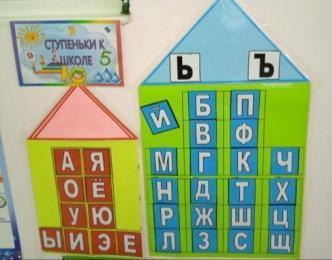 СТУПЕНЬКИ К
ШКОЛЕ
5
Ь Ъ
Й Б П
В Ф
М Г К Ч
Н Д Т Х
Р Ж Ш Щ
Л З С Ц
А Я
О Ё
У Ю
Ы И Э Е